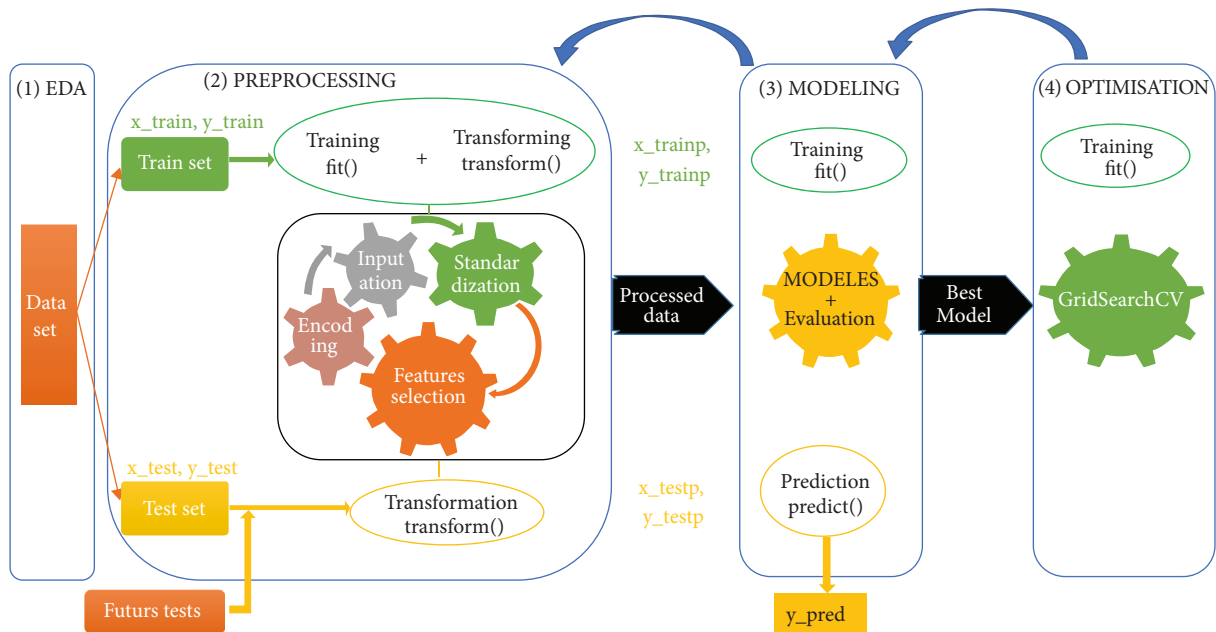 (1) EDA
Data
set
(2) PREPROCESSING
x_train, y_train
Train set
Training
fit()
+
Transforming
transform()
Input
ation
Standar
dization
Encod
ing
Features
selection
x_test, y_test
Test set
Transformation
transform()
Futurs tests
x_trainp,
y_trainp
Processed
data
x_testp,
y_testp
(3) MODELING
Training
fit()
MODELES
+
Evaluation
Prediction
predict()
y_pred
Best
Model
(4) OPTIMISATION
Training
fit()
GridSearchCV